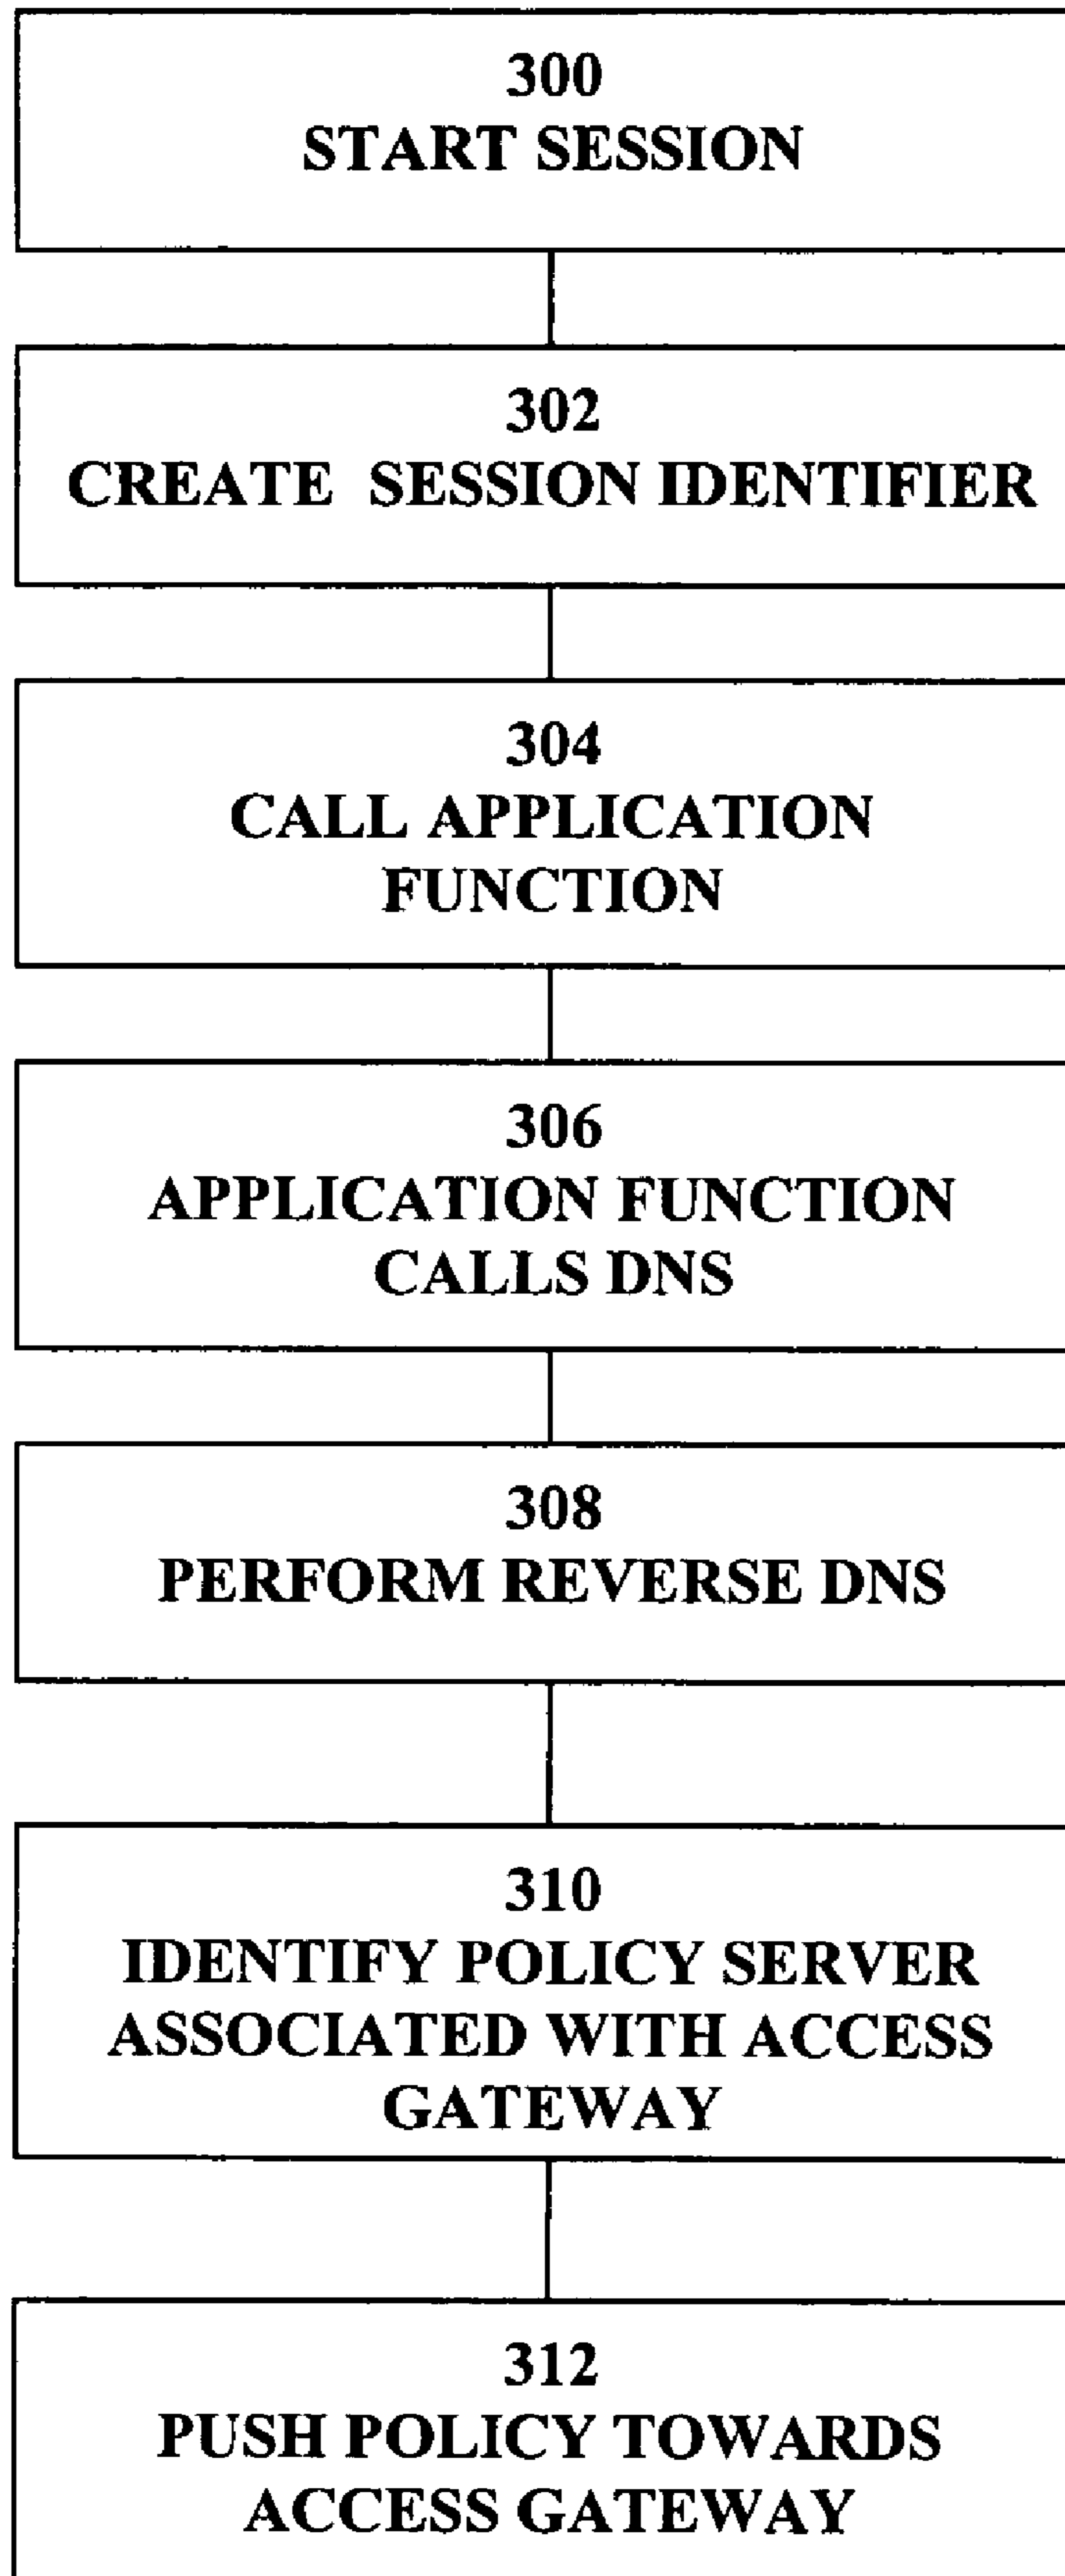 300
START SESSION
302
CREATE SESSION IDENTIFIER
304
CALL APPLICATION
FUNCTION
306
APPLICATION FUNCTION
CALLS DNS
308
PERFORM REVERSE DNS
310
IDENTIFY POLICY SERVER
ASSOCIATED WITH ACCESS
GATEWAY
312
PUSH POLICY TOWARDS
ACCESS GATEWAY